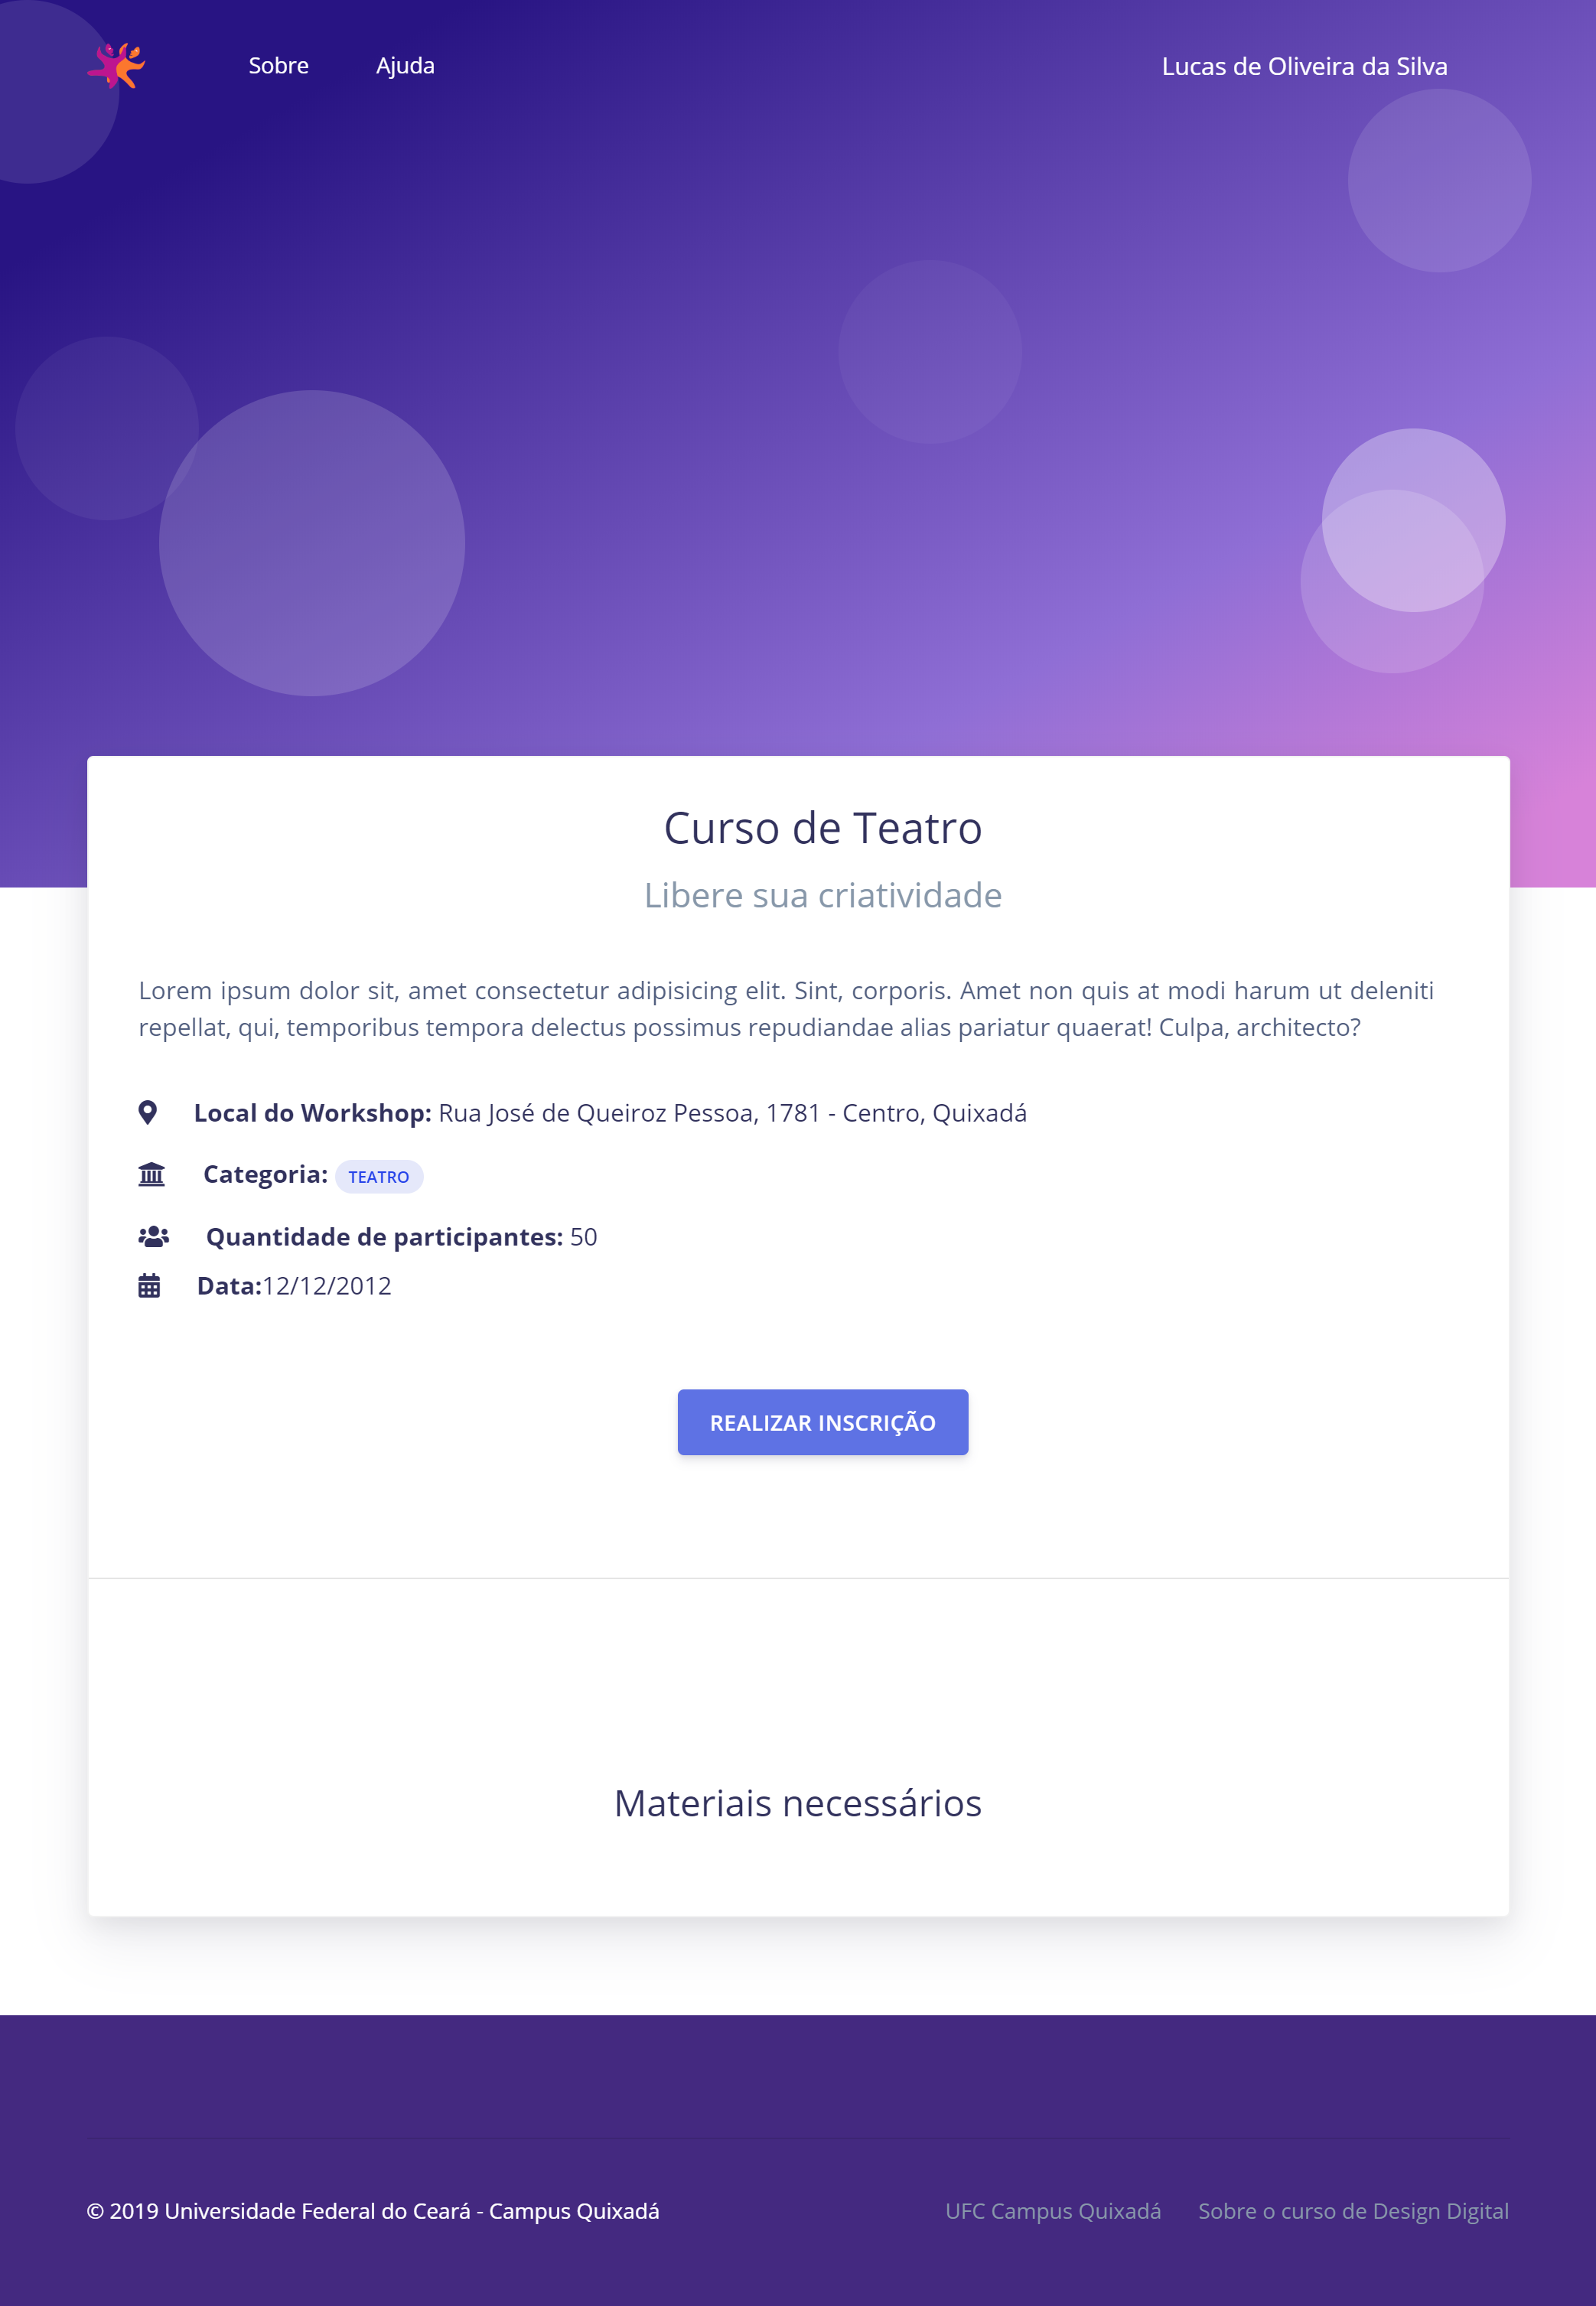 Sobre
Ajuda
Lucas de Oliveira da Silva
Curso de Teatro
Libere sua criatividade
Lorem ipsum dolor sit, amet consectetur adipisicing elit. Sint, corporis. Amet non quis at modi harum ut deleniti
repellat, qui, temporibus tempora delectus possimus repudiandae alias pariatur quaerat! Culpa, architecto?
Local do Workshop: Rua José de Queiroz Pessoa, 1781 - Centro, Quixadá
Categoria: TEATRO
Quantidade de participantes: 50
Data:12/12/2012
REALIZAR INSCRIÇÃO
Materiais necessários
© 2019 Universidade Federal do Ceará - Campus Quixadá
UFC Campus Quixadá
Sobre o curso de Design Digital